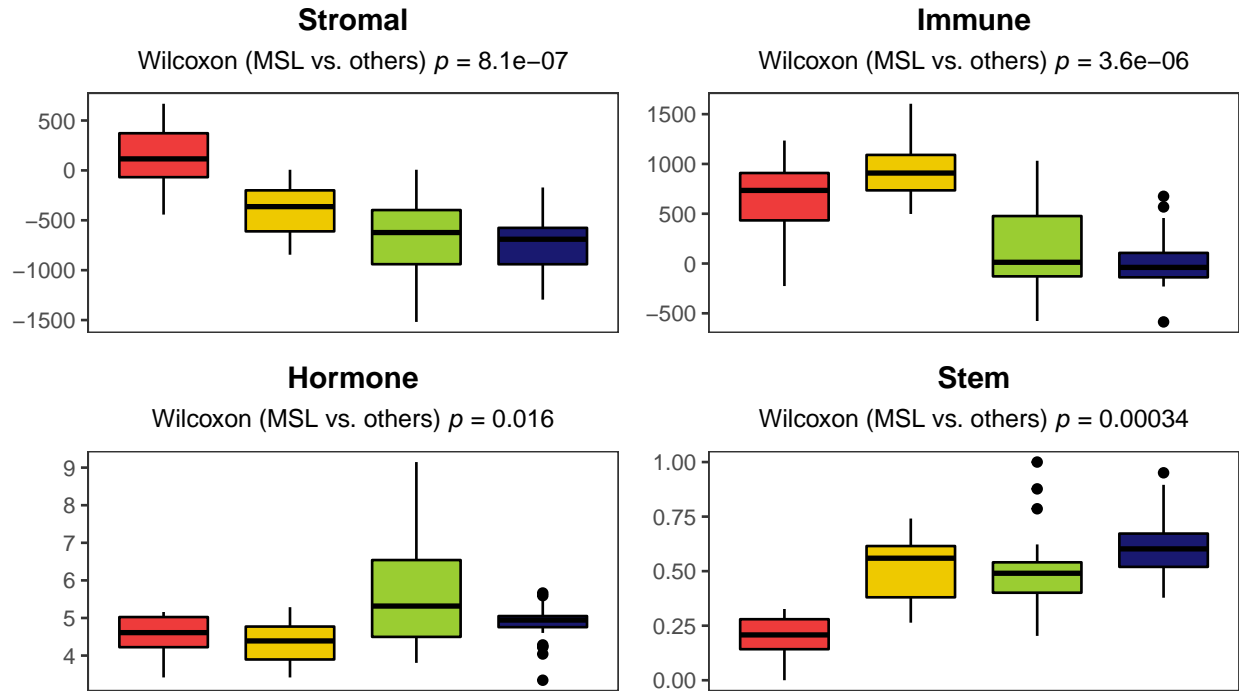 Stromal
Wilcoxon (MSL vs. others) p = 8.1e−07
500
0
−500
−1000
−1500
Immune
Wilcoxon (MSL vs. others) p = 3.6e−06
1500
1000
500
0
−500
Hormone
Wilcoxon (MSL vs. others) p = 0.016
9
8
7
6
5
4
Stem
Wilcoxon (MSL vs. others) p = 0.00034
1.00
0.75
0.50
0.25
0.00